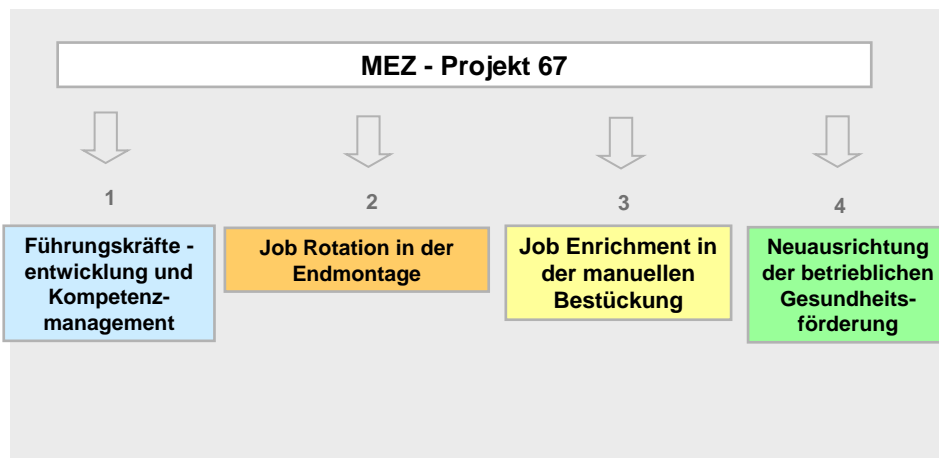 MEZ - Projekt 67
1
2
3
4
Führungskräfte -
entwicklung und
Kompetenz-
management
Job Rotation in der
Endmontage
Job Enrichment in
der manuellen
Bestückung
Neuausrichtung
der betrieblichen
Gesundheits-
förderung